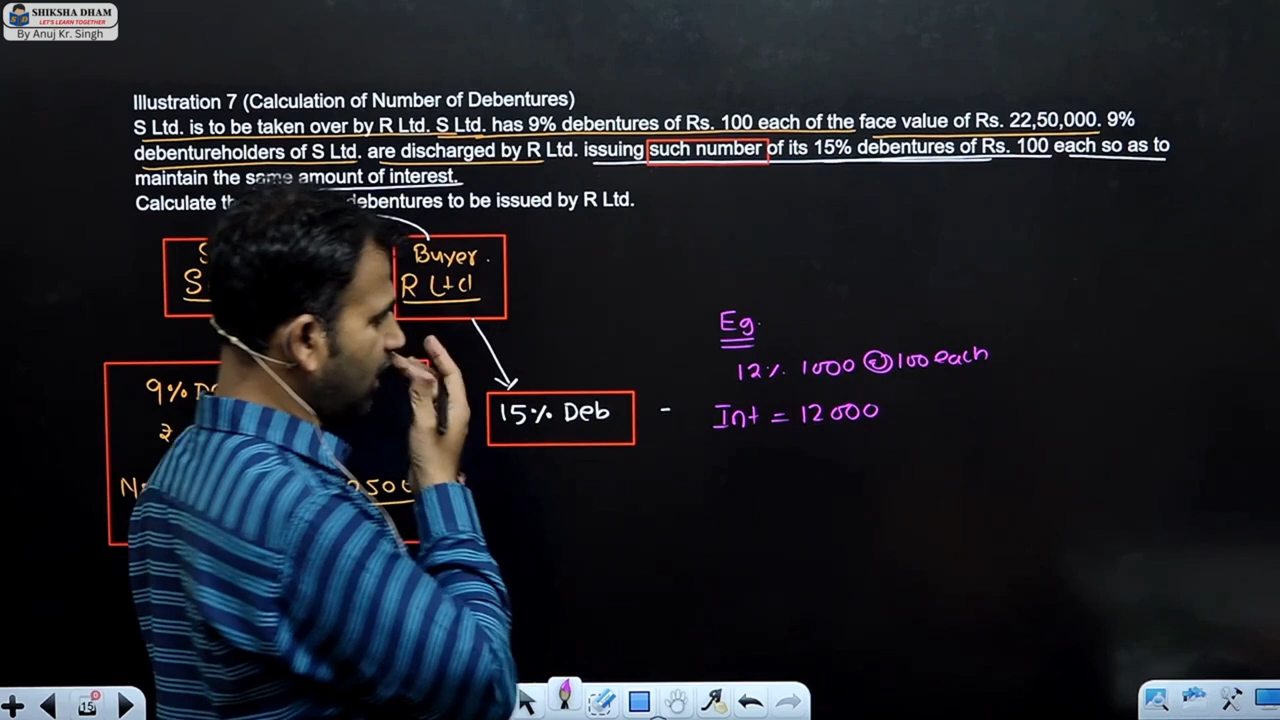 SHIKSHA DHAM
LET'S LEARN TOGETHER
By Anuj Kr. Singh
Illustration 7 (Calculation of Number of Debentures)
S Ltd. is to be taken over by R Ltd. S Ltd. has 9% debentures of Rs. 100 each of the face value of Rs. 22,50,000. 9%
debentureholders of S Ltd. are discharged by R Ltd. issuing such number of its 15% debentures of Rs. 100 each so as to
maintain the same amount of interest.
Calculate debentures to be issued by R Ltd.
Buyer.
R Ltd
Eg.
12% 1000 @ 100 each
9%
15% Deb -
Int = 12000
15